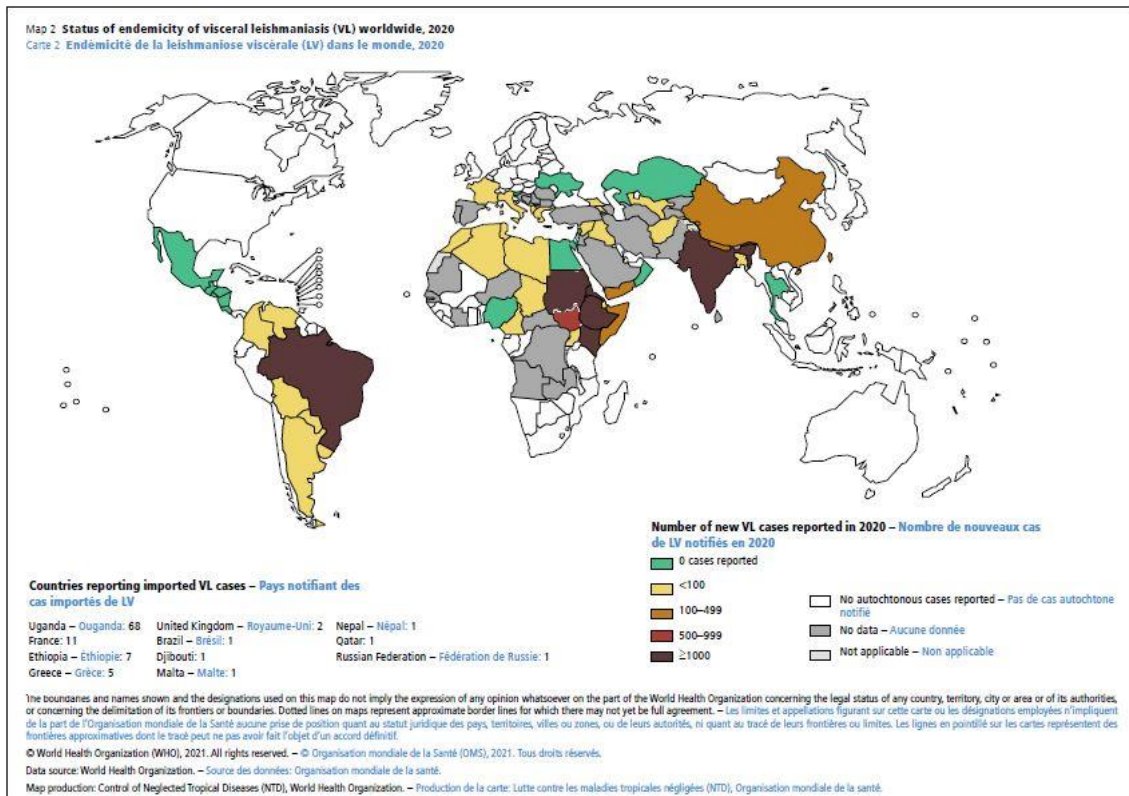 Map 2 Status of endemicity of visceral leishmaniasis (VL) worldwide, 2020
Carte 2 Endémicité de la leishmaniose viscérale (LV) dans le monde, 2020
Number of new VL cases reported in 2020 – Nombre de nouveaux cas
de LV notifiés en 2020
0 cases reported
<100
100–499
500–999
≥1000
No autochtonous cases reported – Pas de cas autochtone
notifié
No data – Aucune donnée
Not applicable – Non applicable
Countries reporting imported VL cases – Pays notifiant des
cas importés de LV
Uganda – Ouganda: 68 United Kingdom – Royaume-Uni: 2 Nepal – Népal: 1
France: 11 Brazil – Brésil: 1 Qatar: 1
Ethiopia – Éthiopie: 7 Djibouti: 1 Russian Federation – Fédération de Russie: 1
Greece – Grèce: 5 Malta – Malte: 1
The boundaries and names shown and the designations used on this map do not imply the expression of any opinion whatsoever on the part of the World Health Organization concerning the legal status of any country, territory, city or area or of its authorities,
or concerning the delimitation of its frontiers or boundaries. Dotted lines on maps represent approximate border lines for which there may not yet be full agreement. – Les limites et appellations figurant sur cette carte ou les désignations employées n'impliquent
de la part de l'Organisation mondiale de la Santé aucune prise de position quant au statut juridique des pays, territoires, villes ou zones, ou de leurs autorités, ni quant au tracé de leurs frontières ou limites. Les lignes en pointillé sur les cartes représentent des
frontières approximatives dont le tracé peut ne pas avoir fait l'objet d'un accord définitif.
© World Health Organization (WHO), 2021. All rights reserved. – © Organisation mondiale de la Santé (OMS), 2021. Tous droits réservés.
Data source: World Health Organization. – Source des données: Organisation mondiale de la santé.
Map production: Control of Neglected Tropical Diseases (NTD), World Health Organization. – Production de la carte: Lutte contre les maladies tropicales négligées (NTD), Organisation mondiale de la santé.